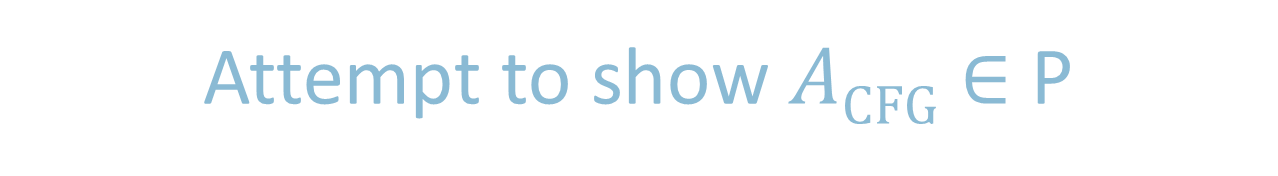 Attempt to show A_CFG ∈ P